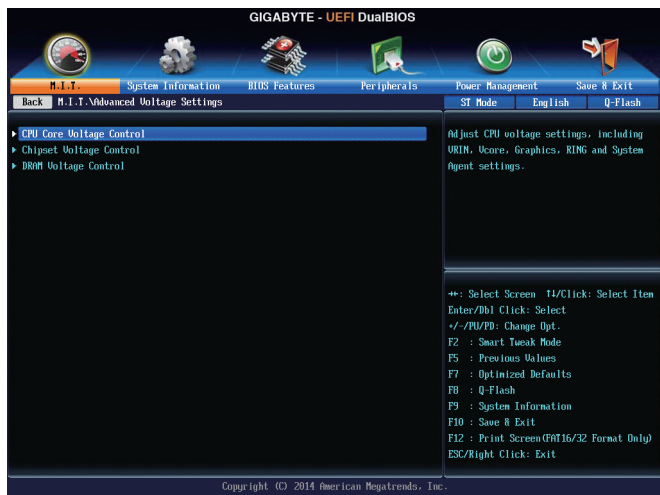 GIGABYTE - UEFI DualBIOS
M.I.T.
System Information
BIOS Features
Peripherals
Power Management
Save & Exit
Back M.I.T.\Advanced Voltage Settings
ST Mode English Q-Flash
CPU Core Voltage Control
Chipset Voltage Control
DRAM Voltage Control
Adjust CPU voltage settings, including
VRIN, Vcore, Graphics, RING and System
Agent settings.
→←: Select Screen ↑↓/Click: Select Item
Enter/Dbl Click: Select
+/-/PU/PD: Change Opt.
F2 : Smart Tweak Mode
F5 : Previous Values
F7 : Optimized Defaults
F8 : Q-Flash
F9 : System Information
F10 : Save & Exit
F12 : Print Screen(FAT16/32 Format Only)
ESC/Right Click: Exit
Copyright (C) 2014 American Megatrends, Inc.